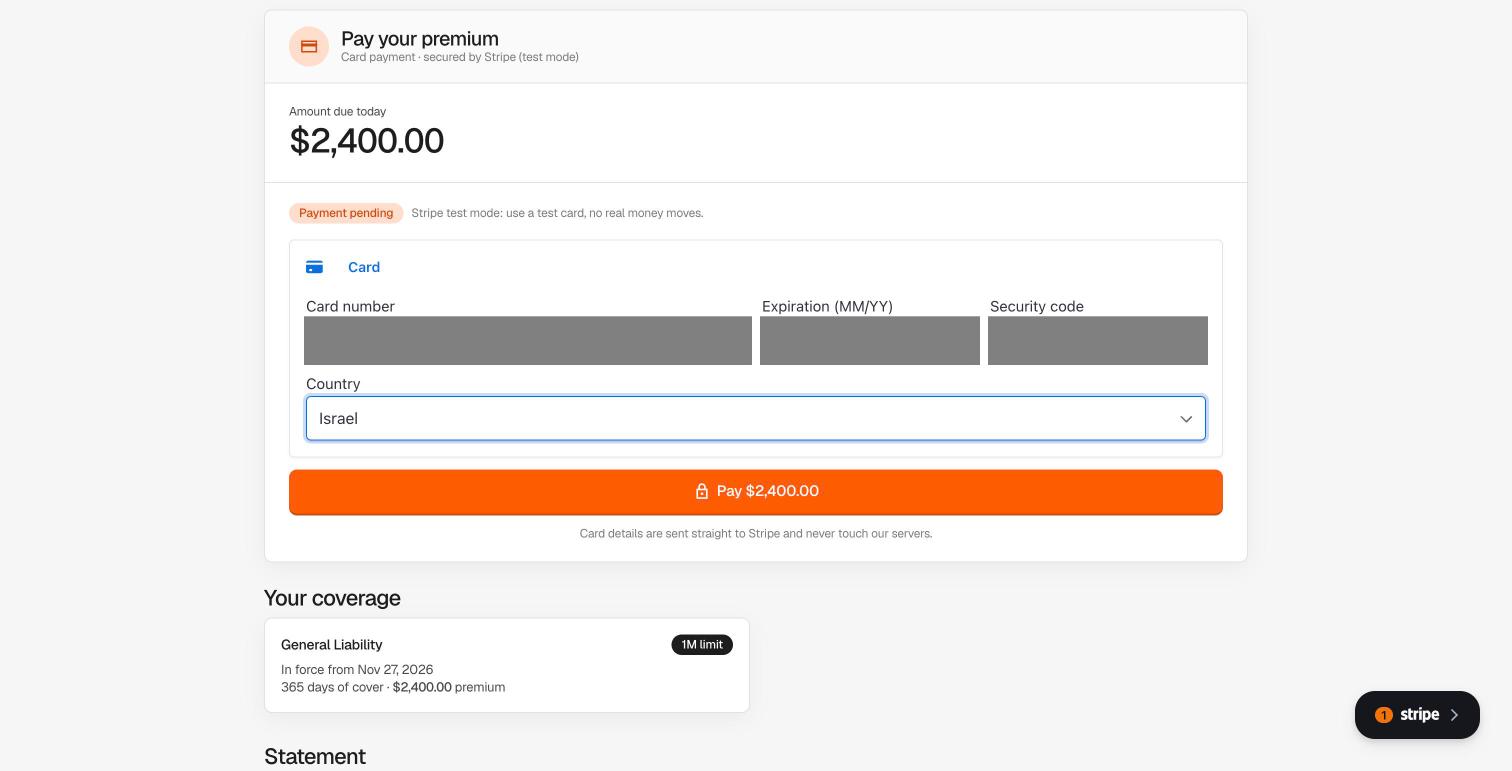 Pay your premium
Card payment · secured by Stripe (test mode)
Amount due today
$2,400.00
Payment pending
Stripe test mode: use a test card, no real money moves.
Card
Card number
Expiration (MM/YY)
Security code
Country
Israel
Pay $2,400.00
Card details are sent straight to Stripe and never touch our servers.
Your coverage
General Liability
1M limit
In force from Nov 27, 2026
365 days of cover · $2,400.00 premium
1 stripe
Statement